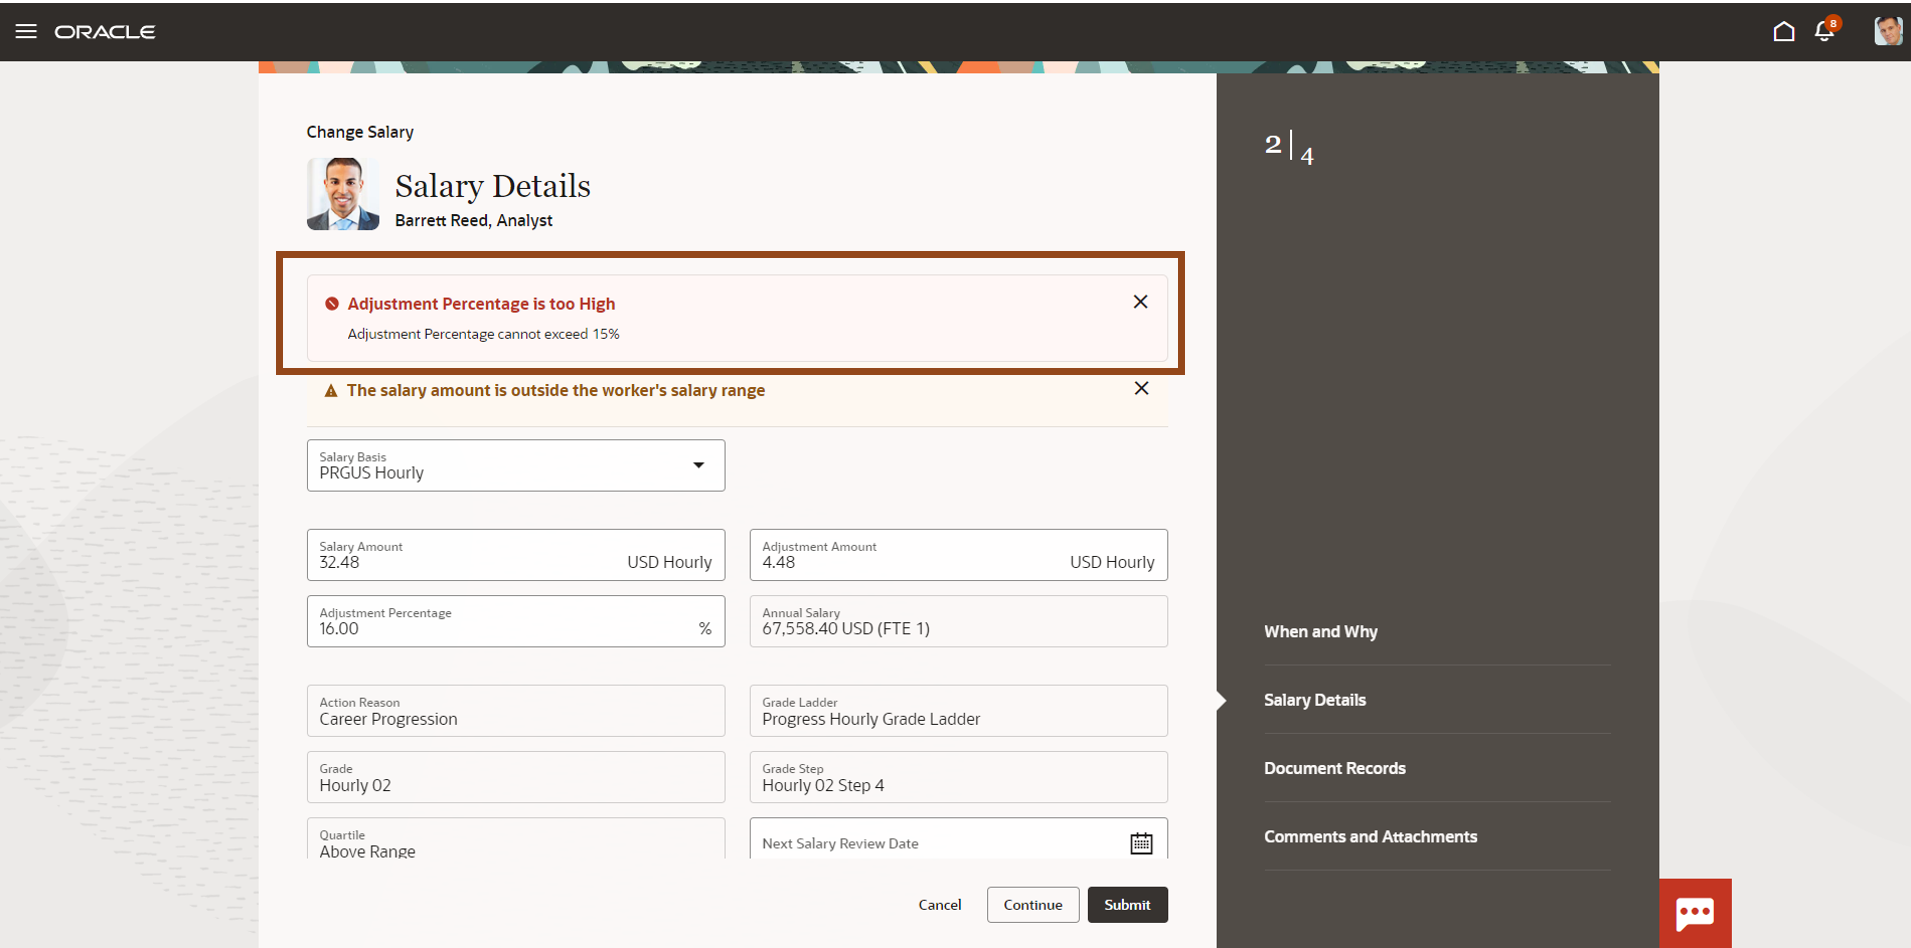 ORACLE
8
Change Salary
Salary Details
Barrett Reed, Analyst
2 | 4
Adjustment Percentage is too High
Adjustment Percentage cannot exceed 15%
The salary amount is outside the worker's salary range
Salary Basis
PRGUS Hourly
Salary Amount
32.48 USD Hourly
Adjustment Amount
4.48 USD Hourly
Adjustment Percentage
16.00 %
Annual Salary
67,558.40 USD (FTE 1)
Action Reason
Career Progression
Grade Ladder
Progress Hourly Grade Ladder
Grade
Hourly 02
Grade Step
Hourly 02 Step 4
Quartile
Above Range
Next Salary Review Date
Cancel
Continue
Submit
When and Why
Salary Details
Document Records
Comments and Attachments